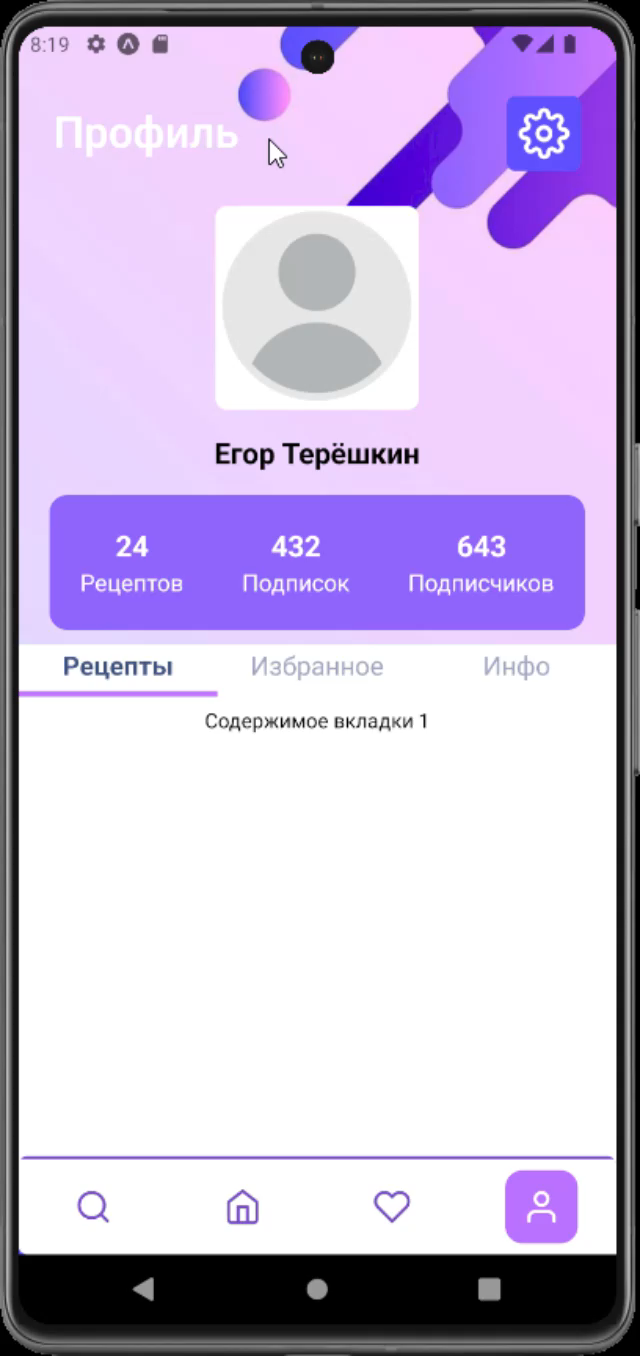 8:19
Профиль
Егор Терёшкин
24 432 643
Рецептов Подписок Подписчиков
Рецепты Избранное Инфо
Содержимое вкладки 1